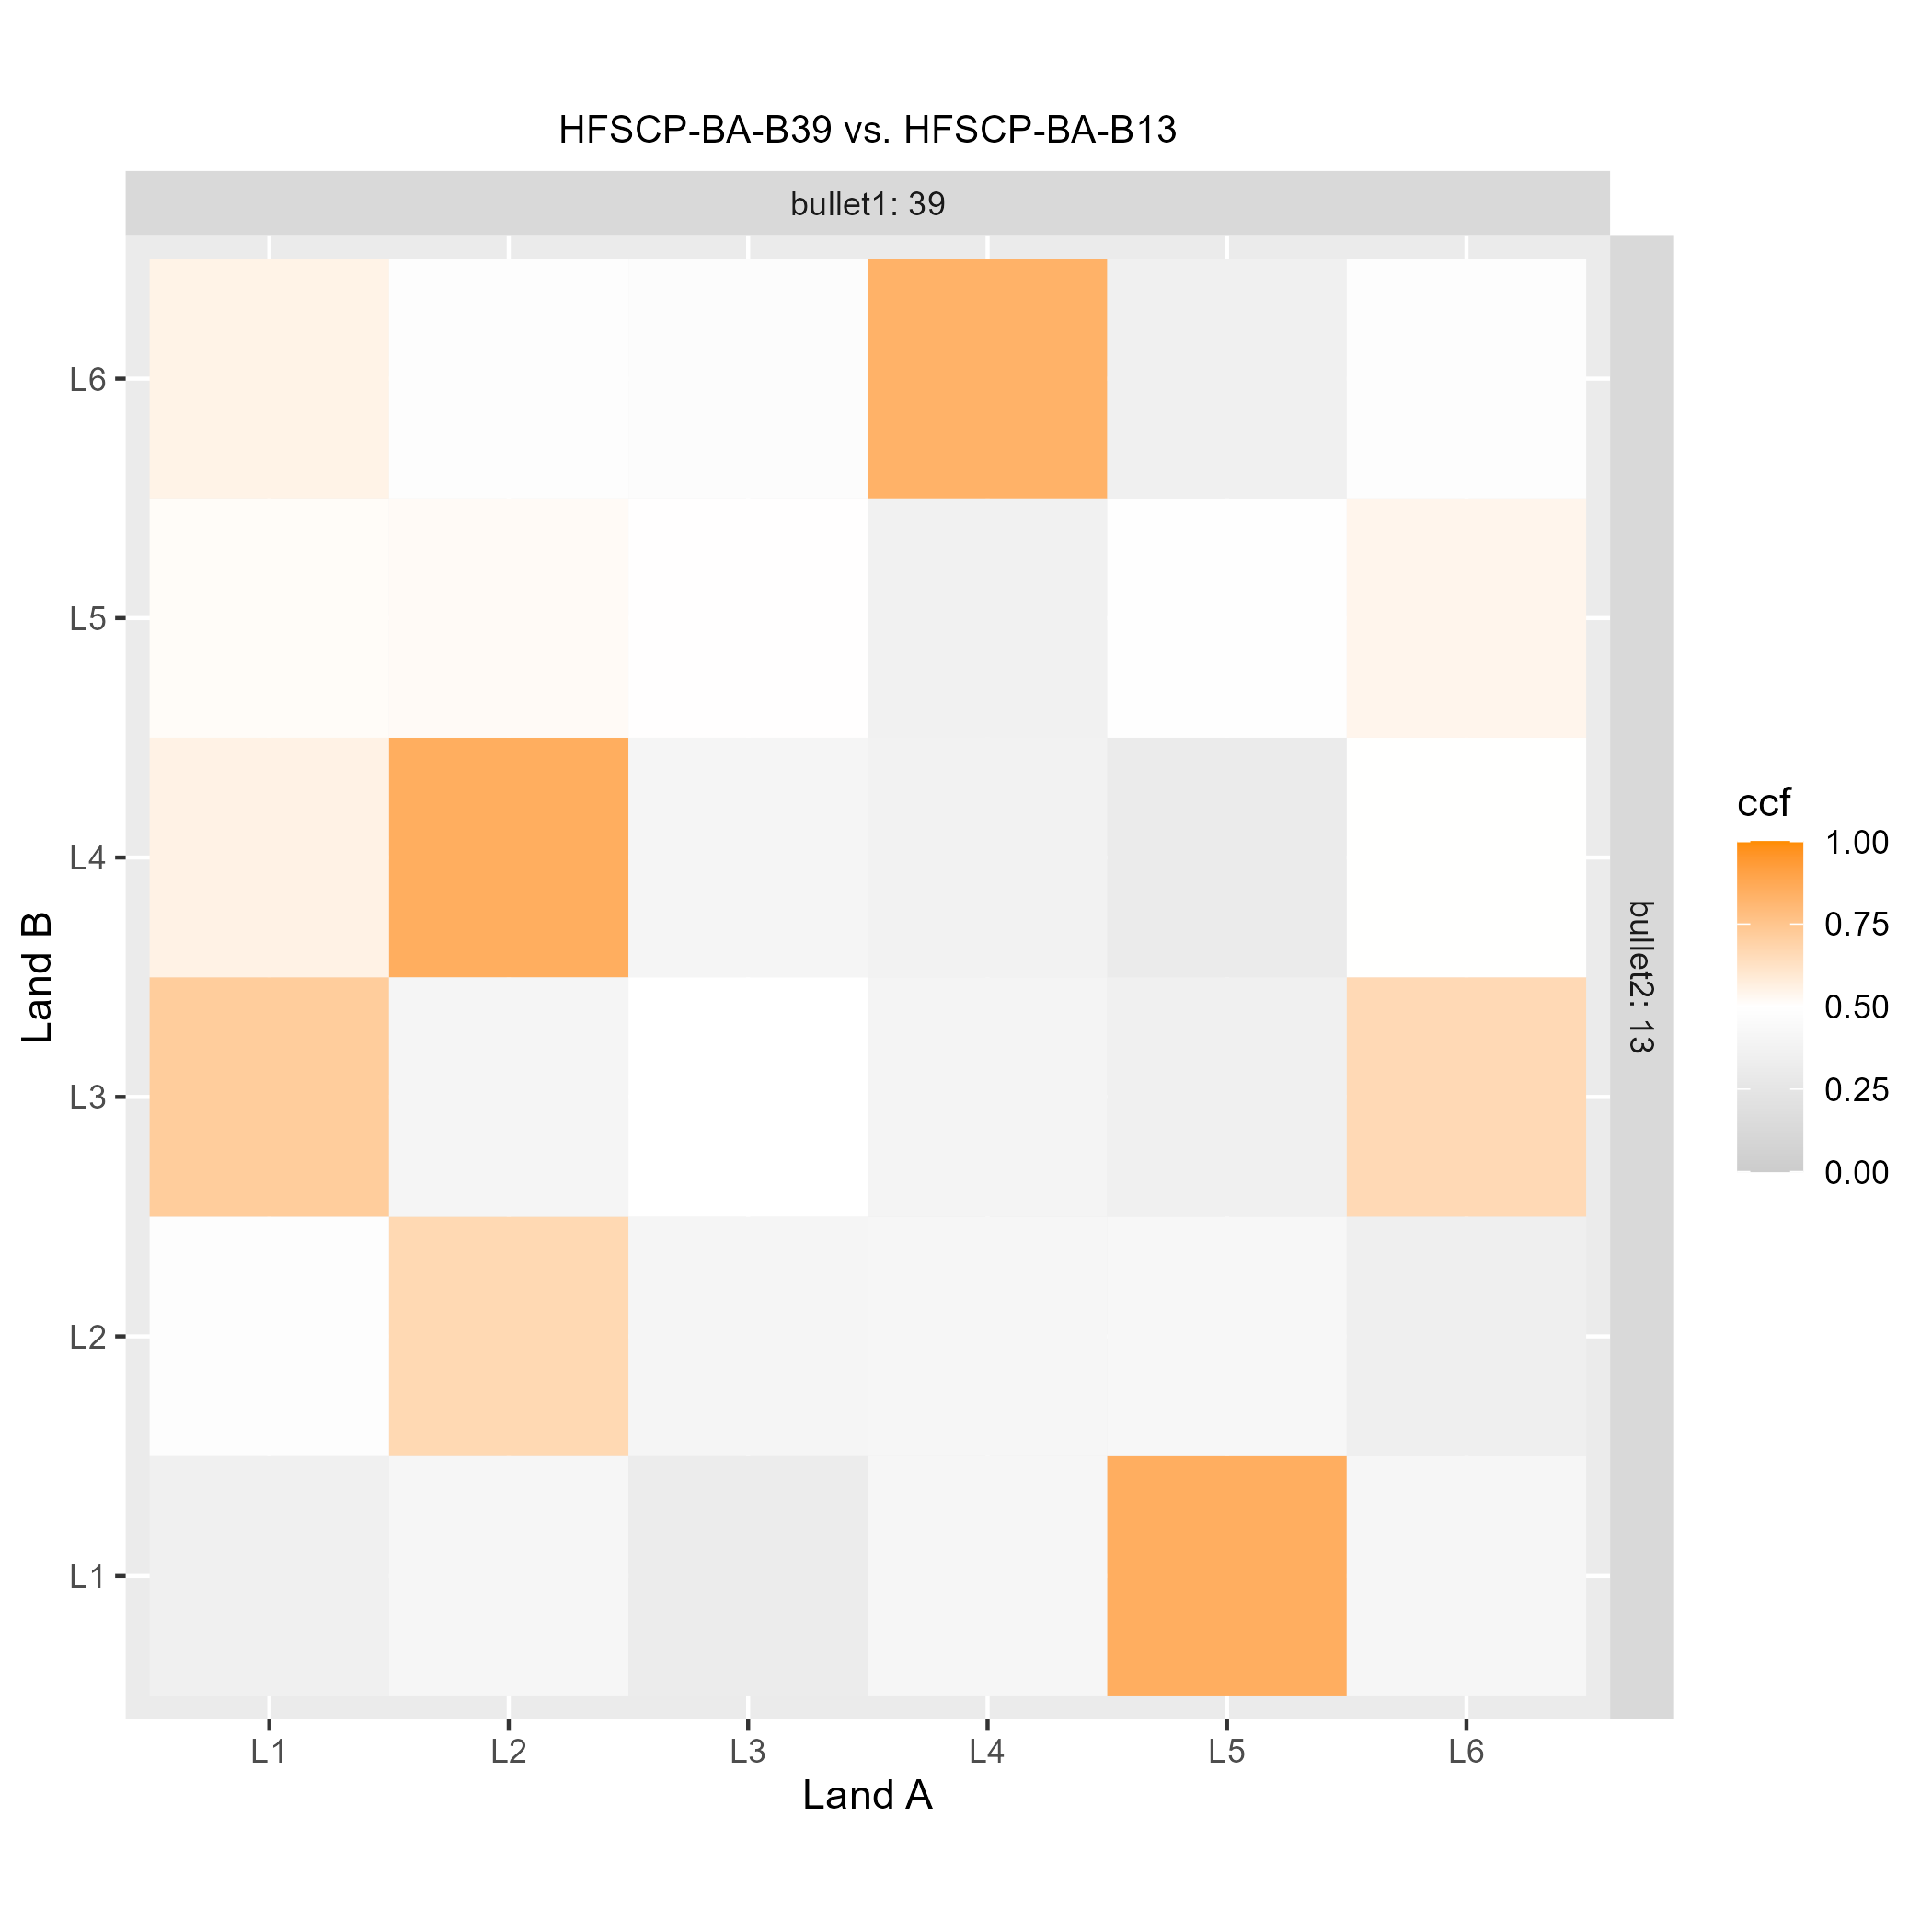 HFSCP-BA-B39 vs. HFSCP-BA-B13
bullet1: 39
L6
L5
L4
L3
L2
L1
Land B
bullet2: 13
L1 L2 L3 L4 L5 L6
Land A
ccf
1.00
0.75
0.50
0.25
0.00